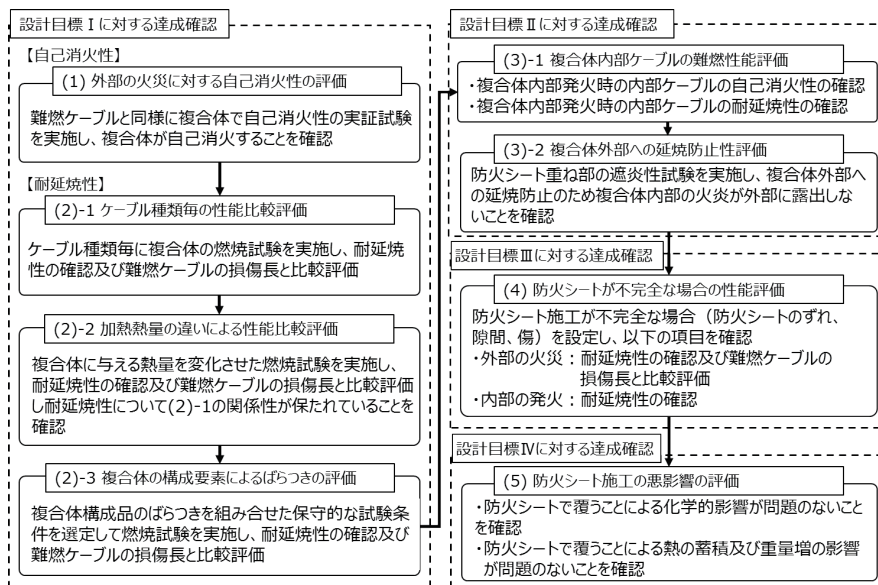 設計目標Ⅰに対する達成確認
【自己消火性】
(1) 外部の火災に対する自己消火性の評価
難燃ケーブルと同様に複合体で自己消火性の実証試験
を実施し、複合体が自己消火することを確認
【耐延焼性】
(2)-1 ケーブル種類毎の性能比較評価
ケーブル種類毎に複合体の燃焼試験を実施し、耐延焼
性の確認及び難燃ケーブルの損傷長と比較評価
(2)-2 加熱熱量の違いによる性能比較評価
複合体に与える熱量を変化させた燃焼試験を実施し、
耐延焼性の確認及び難燃ケーブルの損傷長と比較評価
し耐延焼性について(2)-1の関係性が保たれていることを
確認
(2)-3 複合体の構成要素によるばらつきの評価
複合体構成品のばらつきを組み合せた保守的な試験条
件を選定して燃焼試験を実施し、耐延焼性の確認及び
難燃ケーブルの損傷長と比較評価
設計目標Ⅱに対する達成確認
(3)-1 複合体内部ケーブルの難燃性能評価
・複合体内部発火時の内部ケーブルの自己消火性の確認
・複合体内部発火時の内部ケーブルの耐延焼性の確認
(3)-2 複合体外部への延焼防止性評価
防火シート重ね部の遮炎性試験を実施し、複合体外部へ
の延焼防止のため複合体内部の火炎が外部に露出しな
いことを確認
設計目標Ⅲに対する達成確認
(4) 防火シートが不完全な場合の性能評価
防火シート施工が不完全な場合（防火シートのずれ、
隙間、傷）を設定し、以下の項目を確認
・外部の火災：耐延焼性の確認及び難燃ケーブルの
損傷長と比較評価
・内部の発火：耐延焼性の確認
設計目標Ⅳに対する達成確認
(5) 防火シート施工の悪影響の評価
・防火シートで覆うことによる化学的影響が問題のないこと
を確認
・防火シートで覆うことによる熱の蓄積及び重量増の影響
が問題のないことを確認